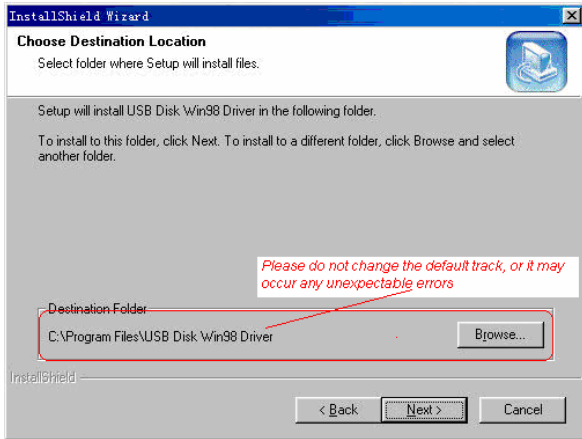 InstallShield Wizard
Choose Destination Location
Select folder where Setup will install files.
Setup will install USB Disk Win98 Driver in the following folder.
To install to this folder, click Next. To install to a different folder, click Browse and select
another folder.
Please do not change the default track, or it may
occur any unexpectable errors
Destination Folder
C:\Program Files\USB Disk Win98 Driver
Browse...
InstallShield
< Back
Next >
Cancel